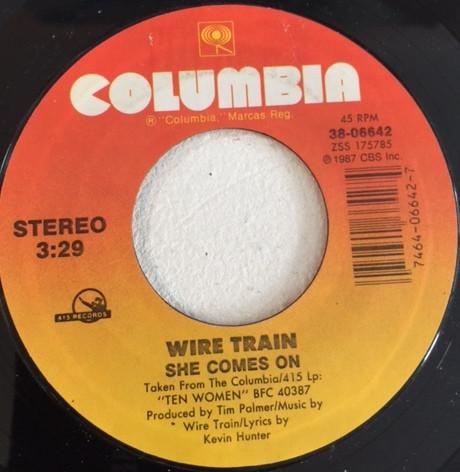 COLUMBIA
® "Columbia," Marcas Reg.
45 RPM
38-06642
ZSS 175785
℗ 1987 CBS Inc.
7464-06642-7
STEREO
3:29
415 RECORDS
WIRE TRAIN
SHE COMES ON
Taken From The Columbia/415 Lp:
"TEN WOMEN" BFC 40387
Produced by Tim Palmer/Music by
Wire Train/Lyrics by
Kevin Hunter